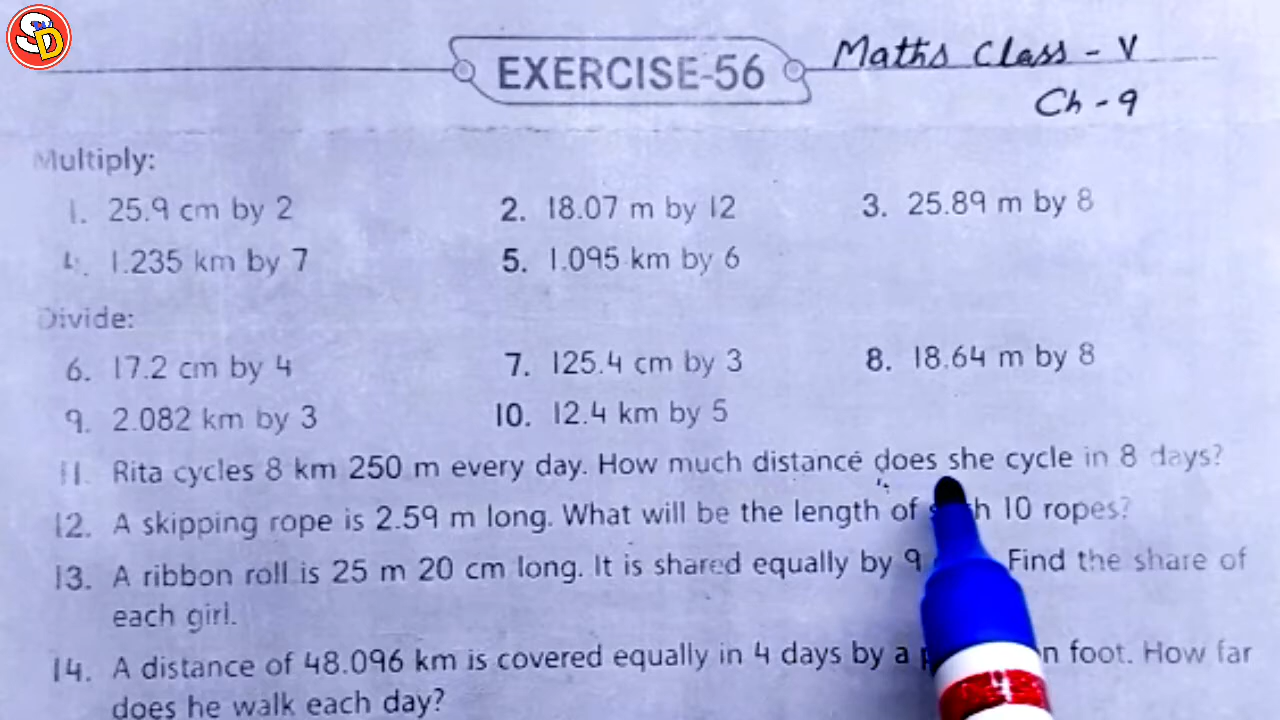 SD
EXERCISE-56
Maths Class - V
Ch - 9
Multiply:
1. 25.9 cm by 2 2. 18.07 m by 12 3. 25.89 m by 8
4. 1.235 km by 7 5. 1.095 km by 6
Divide:
6. 17.2 cm by 4 7. 125.4 cm by 3 8. 18.64 m by 8
9. 2.082 km by 3 10. 12.4 km by 5
11. Rita cycles 8 km 250 m every day. How much distance does she cycle in 8 days?
12. A skipping rope is 2.59 m long. What will be the length of 10 ropes?
13. A ribbon roll is 25 m 20 cm long. It is shared equally by 9 Find the share of
each girl.
14. A distance of 48.096 km is covered equally in 4 days by a foot. How far
does he walk each day?